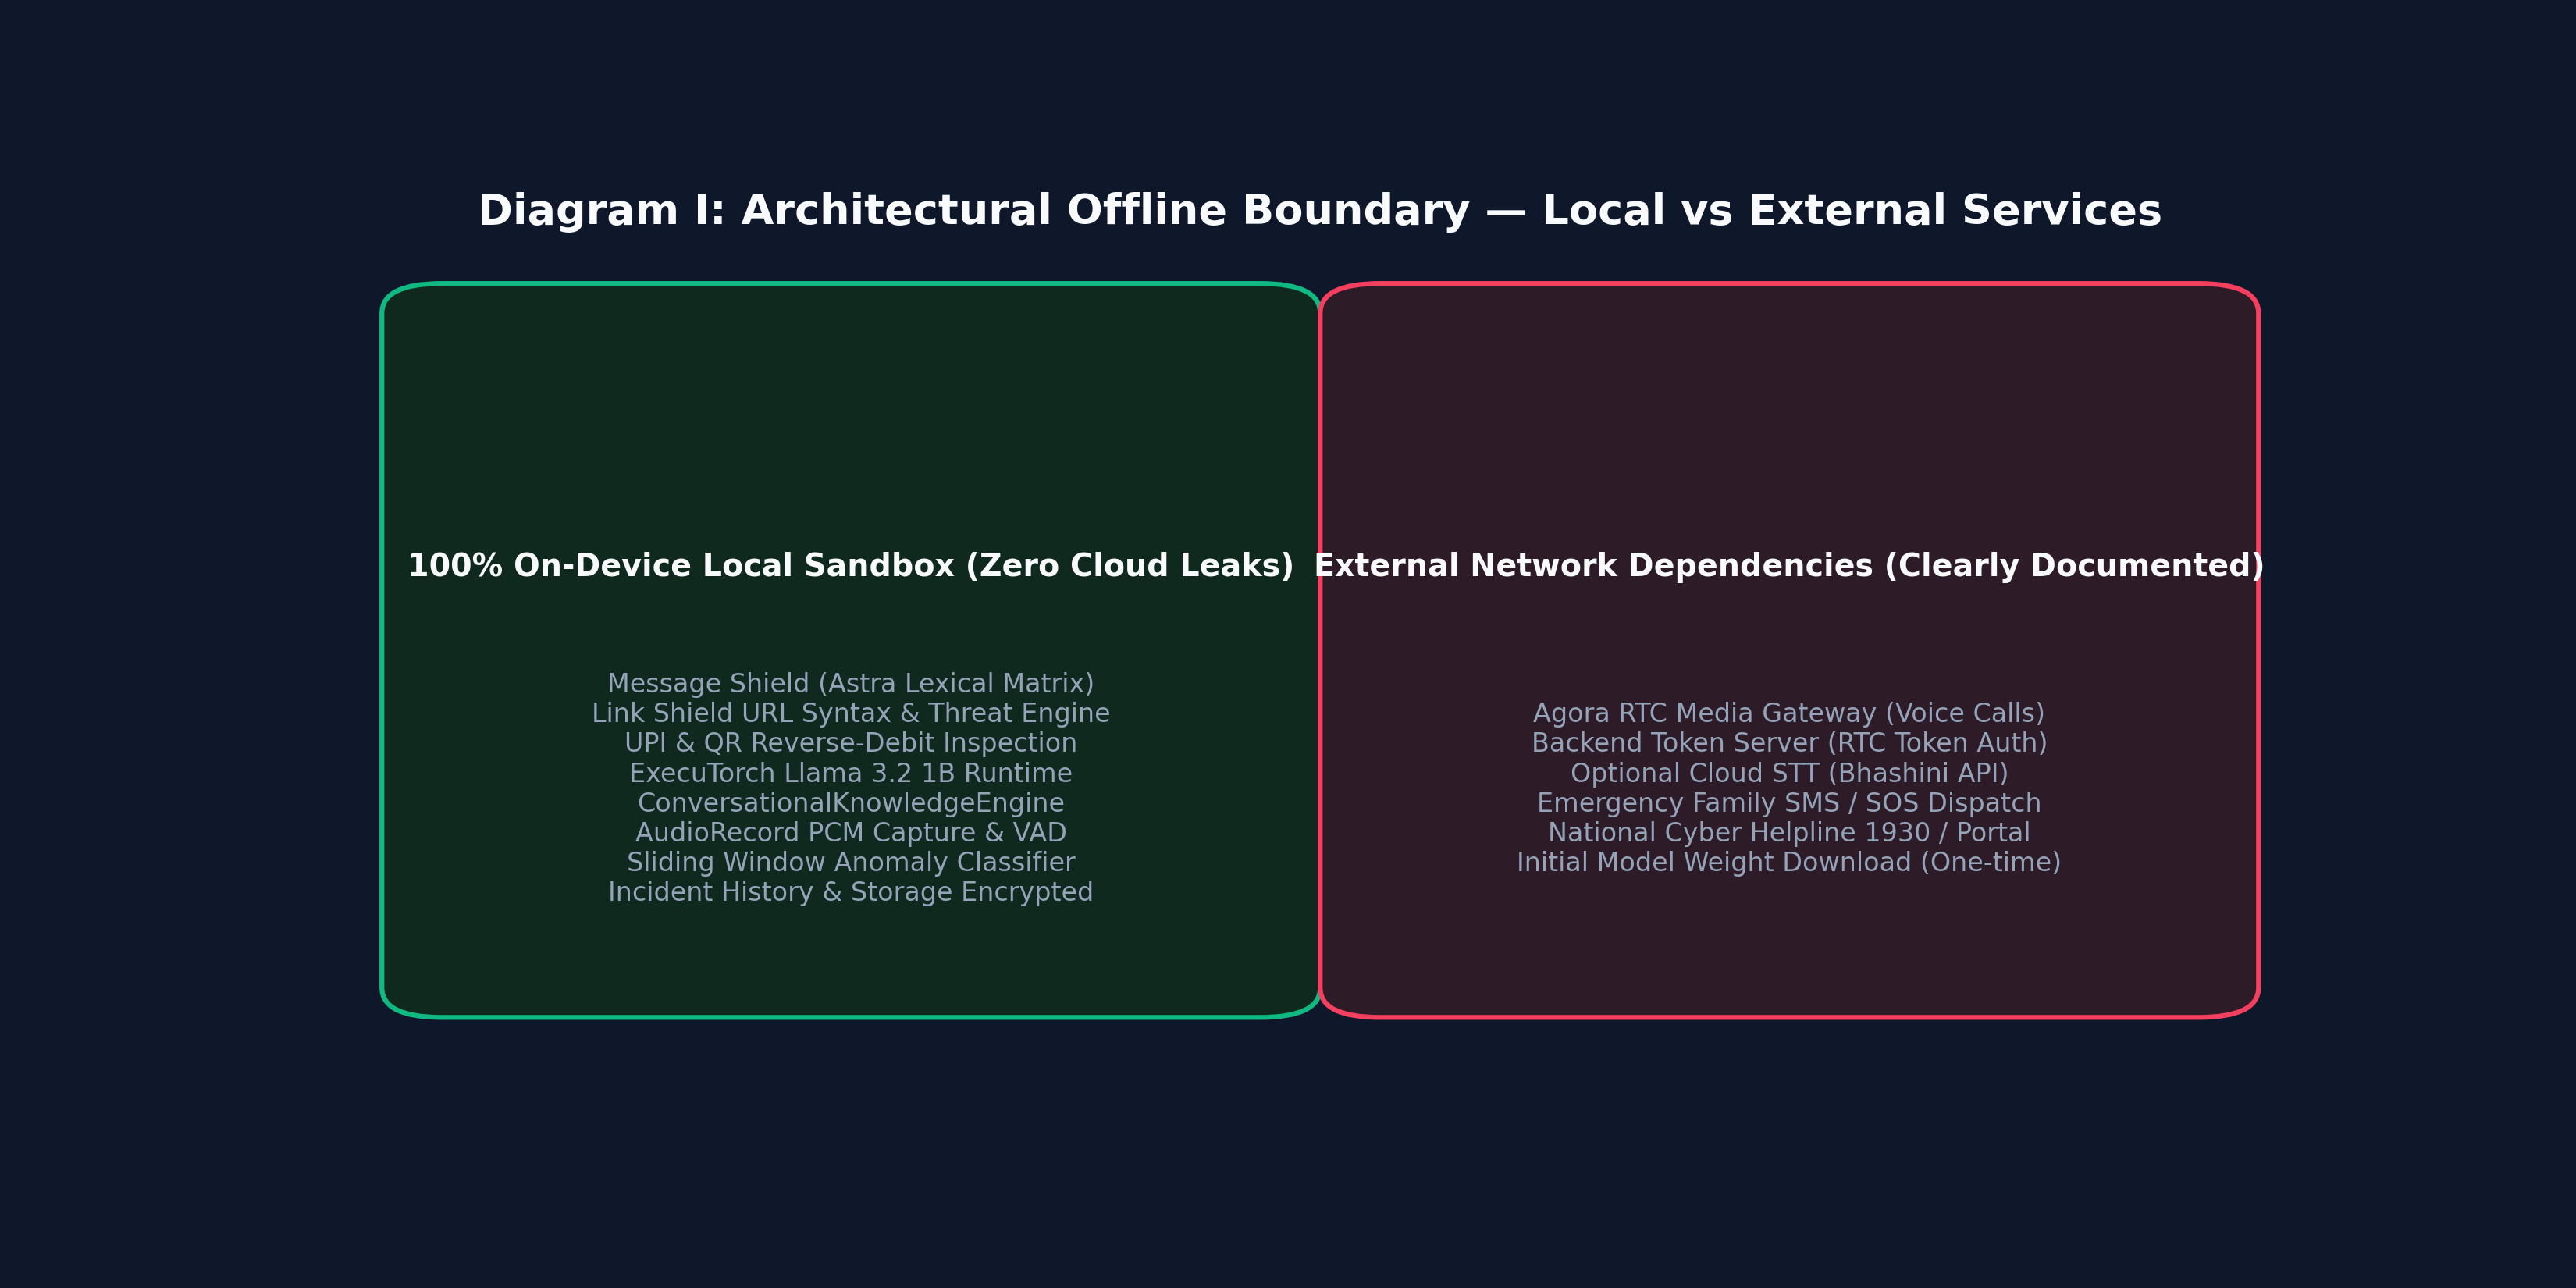 Diagram I: Architectural Offline Boundary — Local vs External Services
100% On-Device Local Sandbox (Zero Cloud Leaks)
Message Shield (Astra Lexical Matrix)
Link Shield URL Syntax & Threat Engine
UPI & QR Reverse-Debit Inspection
ExecuTorch Llama 3.2 1B Runtime
ConversationalKnowledgeEngine
AudioRecord PCM Capture & VAD
Sliding Window Anomaly Classifier
Incident History & Storage Encrypted
External Network Dependencies (Clearly Documented)
Agora RTC Media Gateway (Voice Calls)
Backend Token Server (RTC Token Auth)
Optional Cloud STT (Bhashini API)
Emergency Family SMS / SOS Dispatch
National Cyber Helpline 1930 / Portal
Initial Model Weight Download (One-time)